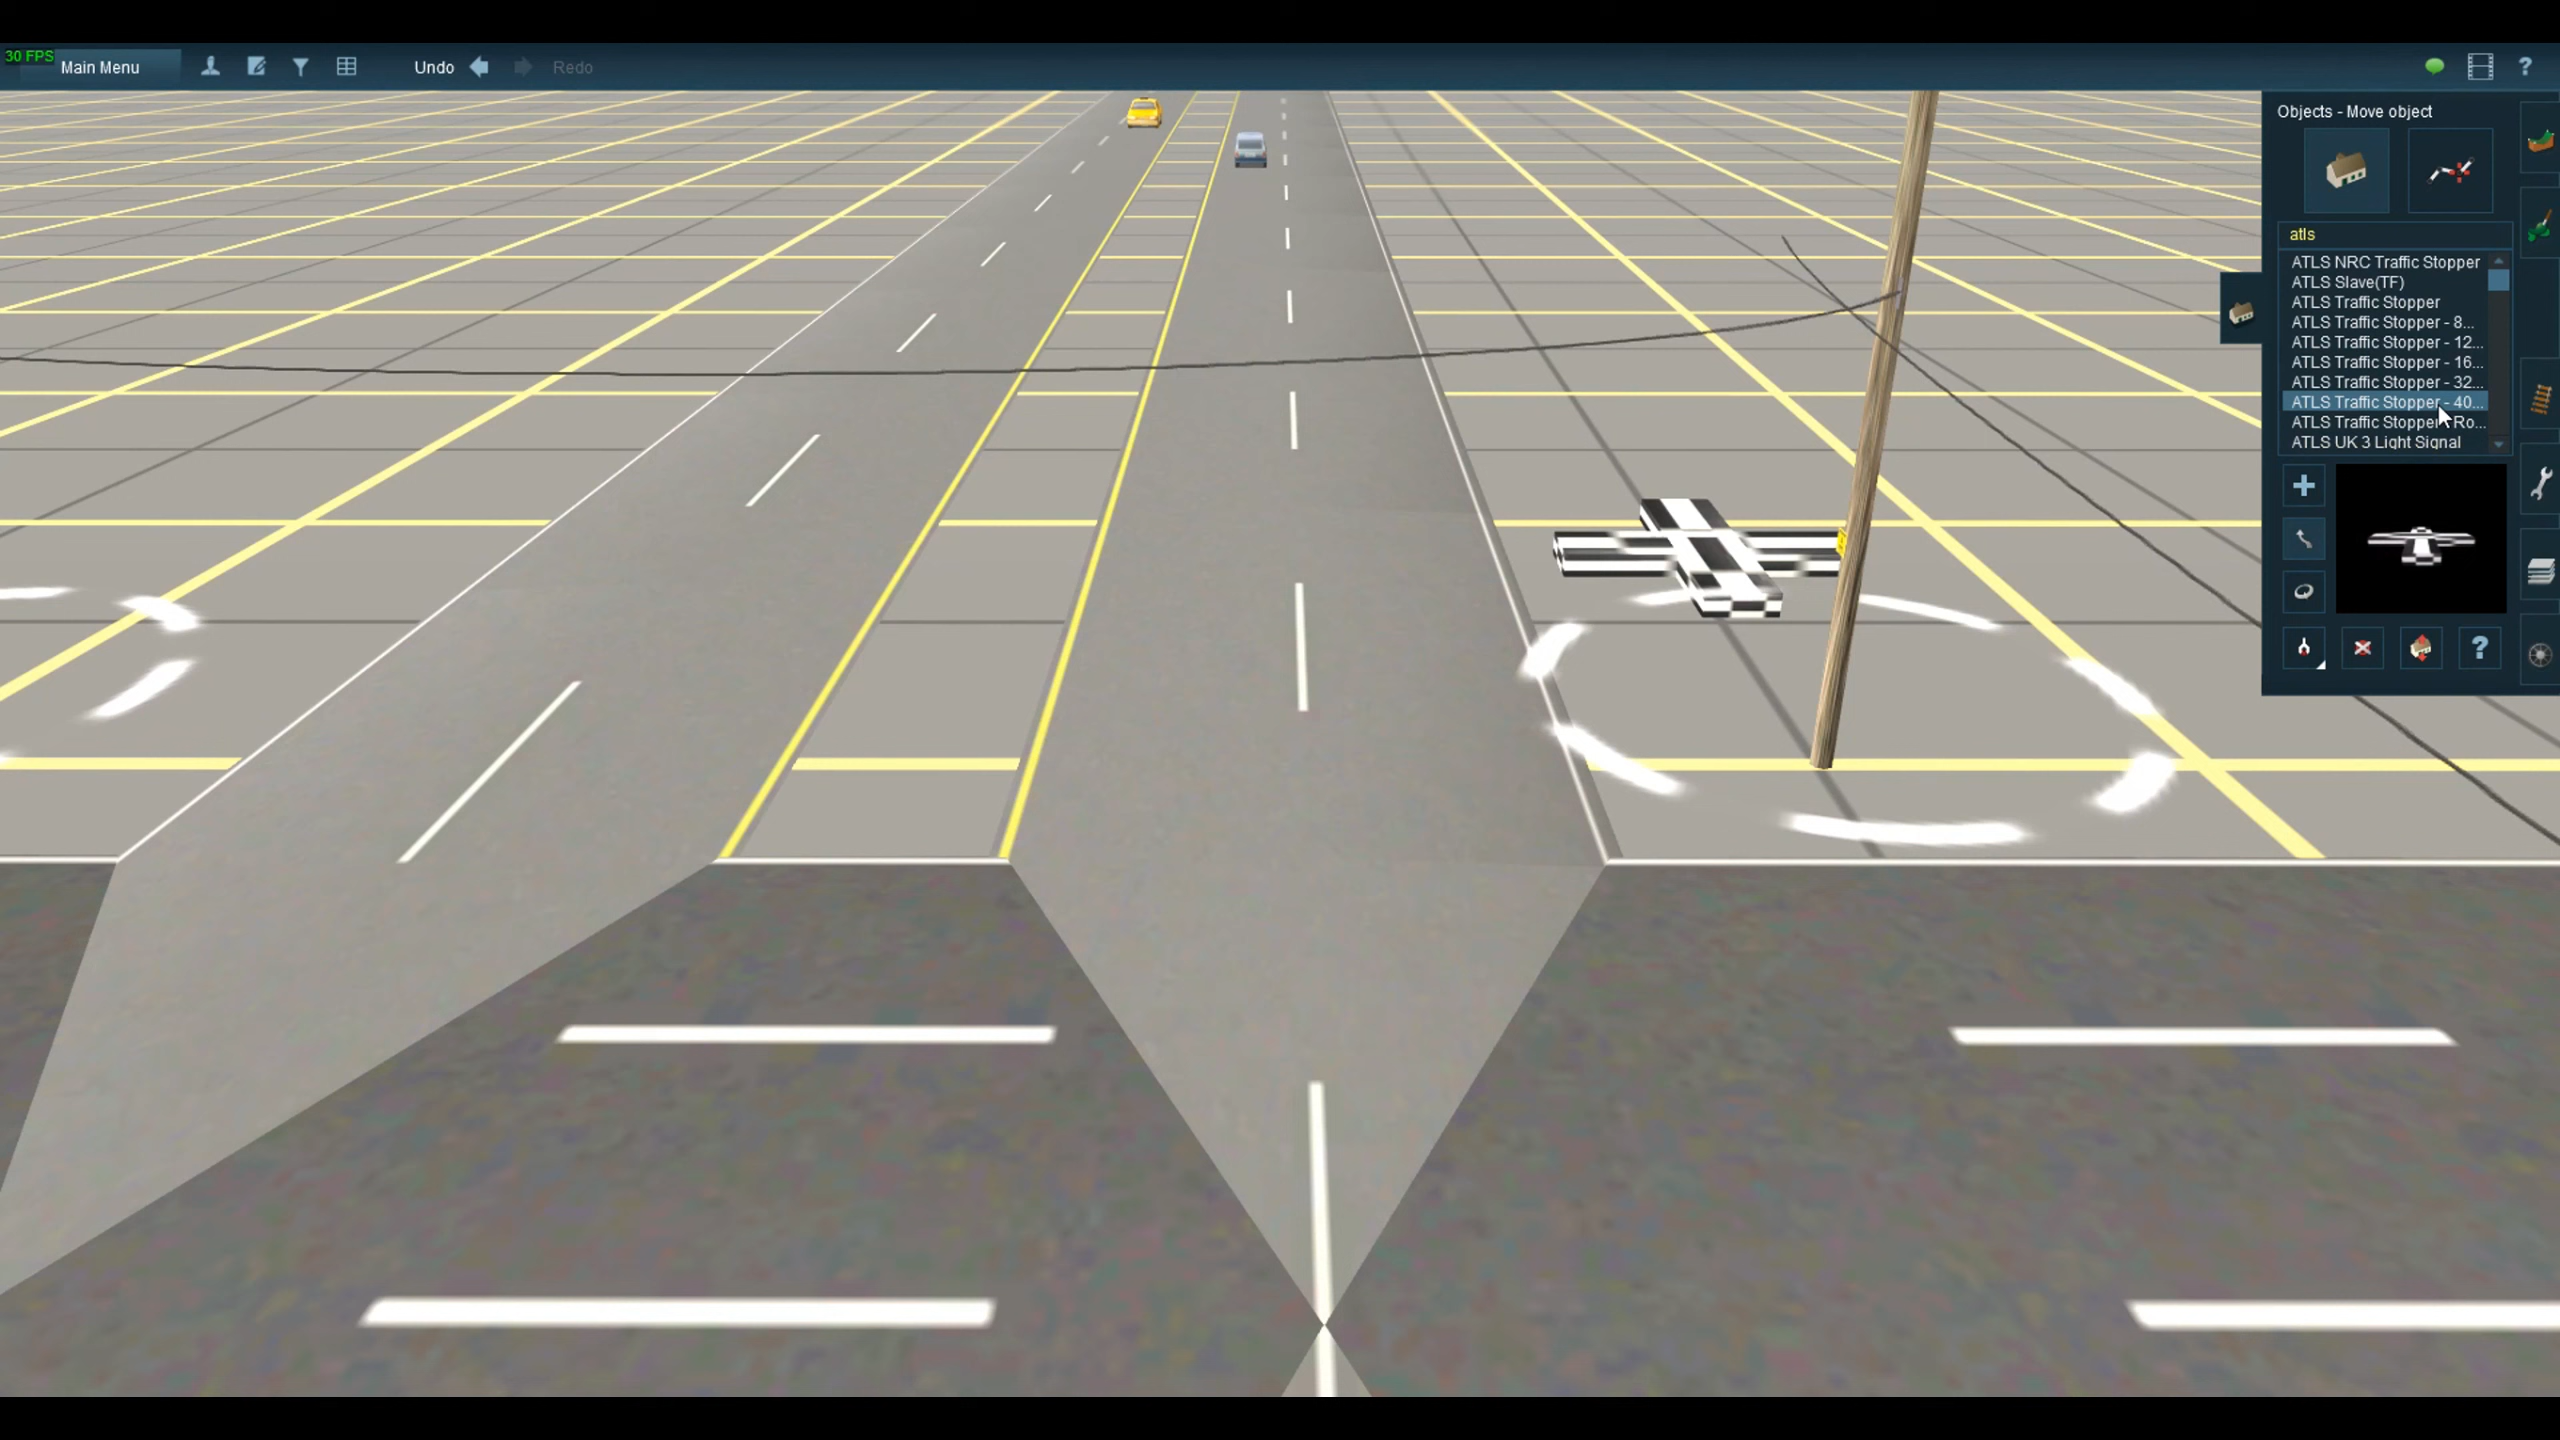 30 FPS
Main Menu
Undo
Redo
?
Objects - Move object
atls
ATLS NRC Traffic Stopper
ATLS Slave(TF)
ATLS Traffic Stopper
ATLS Traffic Stopper - 8...
ATLS Traffic Stopper - 12...
ATLS Traffic Stopper - 16...
ATLS Traffic Stopper - 32...
ATLS Traffic Stopper - 40...
ATLS Traffic Stopper - Ro...
ATLS UK 3 Light Signal
?